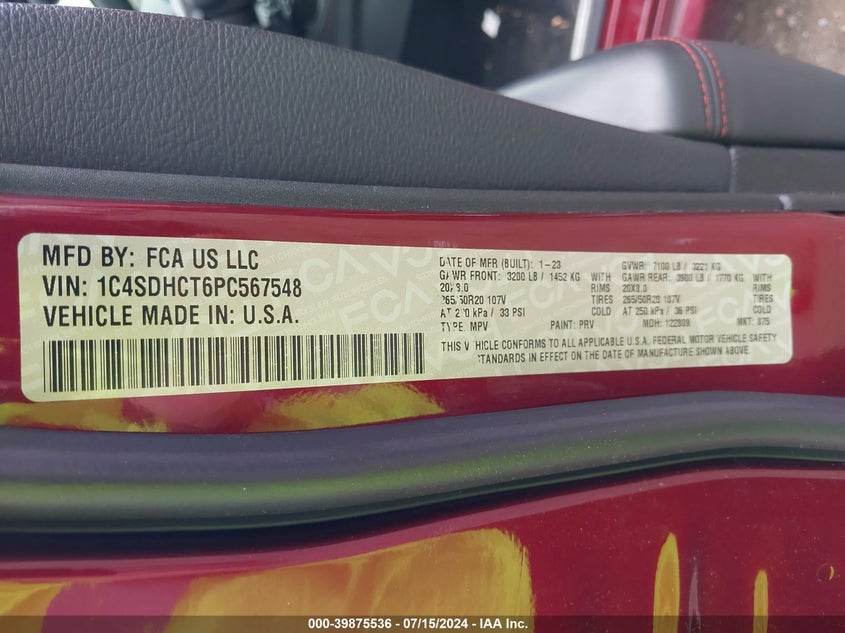 MFD BY: FCA US LLC
VIN: 1C4SDHCT6PC567548
VEHICLE MADE IN: U.S.A.
DATE OF MFR (BUILT): 1-23 GVWR: 7100 LB / 3221 KG
GAWR FRONT: 3200 LB / 1452 KG WITH GAWR REAR: 3900 LB / 1770 KG WITH
20X8.0 RIMS 20X8.0 RIMS
265/50R20 107V TIRES 265/50R20 107V TIRES
AT 230 kPa / 33 PSI COLD AT 250 kPa / 36 PSI COLD
TYPE: MPV PAINT: PRV MDH: 122809 MKT: 875
THIS VEHICLE CONFORMS TO ALL APPLICABLE U.S.A. FEDERAL MOTOR VEHICLE SAFETY
STANDARDS IN EFFECT ON THE DATE OF MANUFACTURE SHOWN ABOVE.
000-39875536 - 07/15/2024 - IAA Inc.